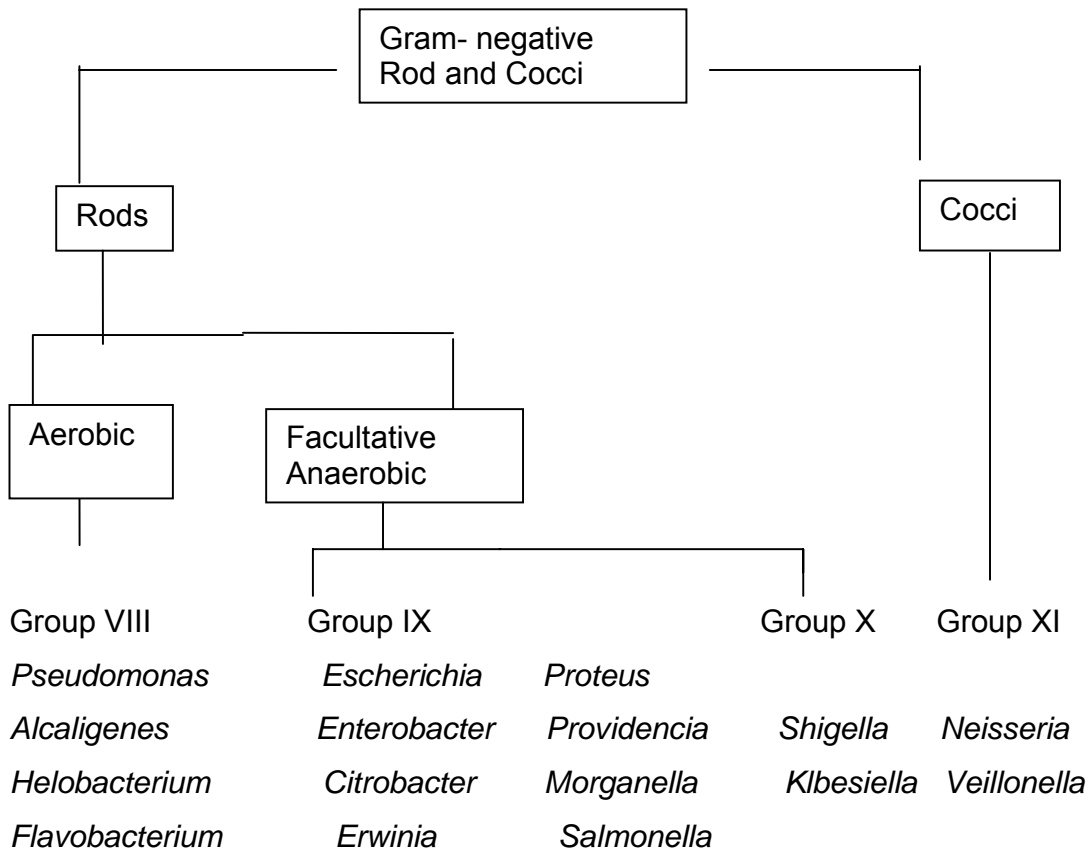 Gram- negative
Rod and Cocci
Rods
Cocci
Aerobic
Facultative
Anaerobic
Group VIII Group IX Group X Group XI
Pseudomonas Escherichia Proteus
Alcaligenes Enterobacter Providencia Shigella Neisseria
Helobacterium Citrobacter Morganella Klbesiella Veillonella
Flavobacterium Erwinia Salmonella